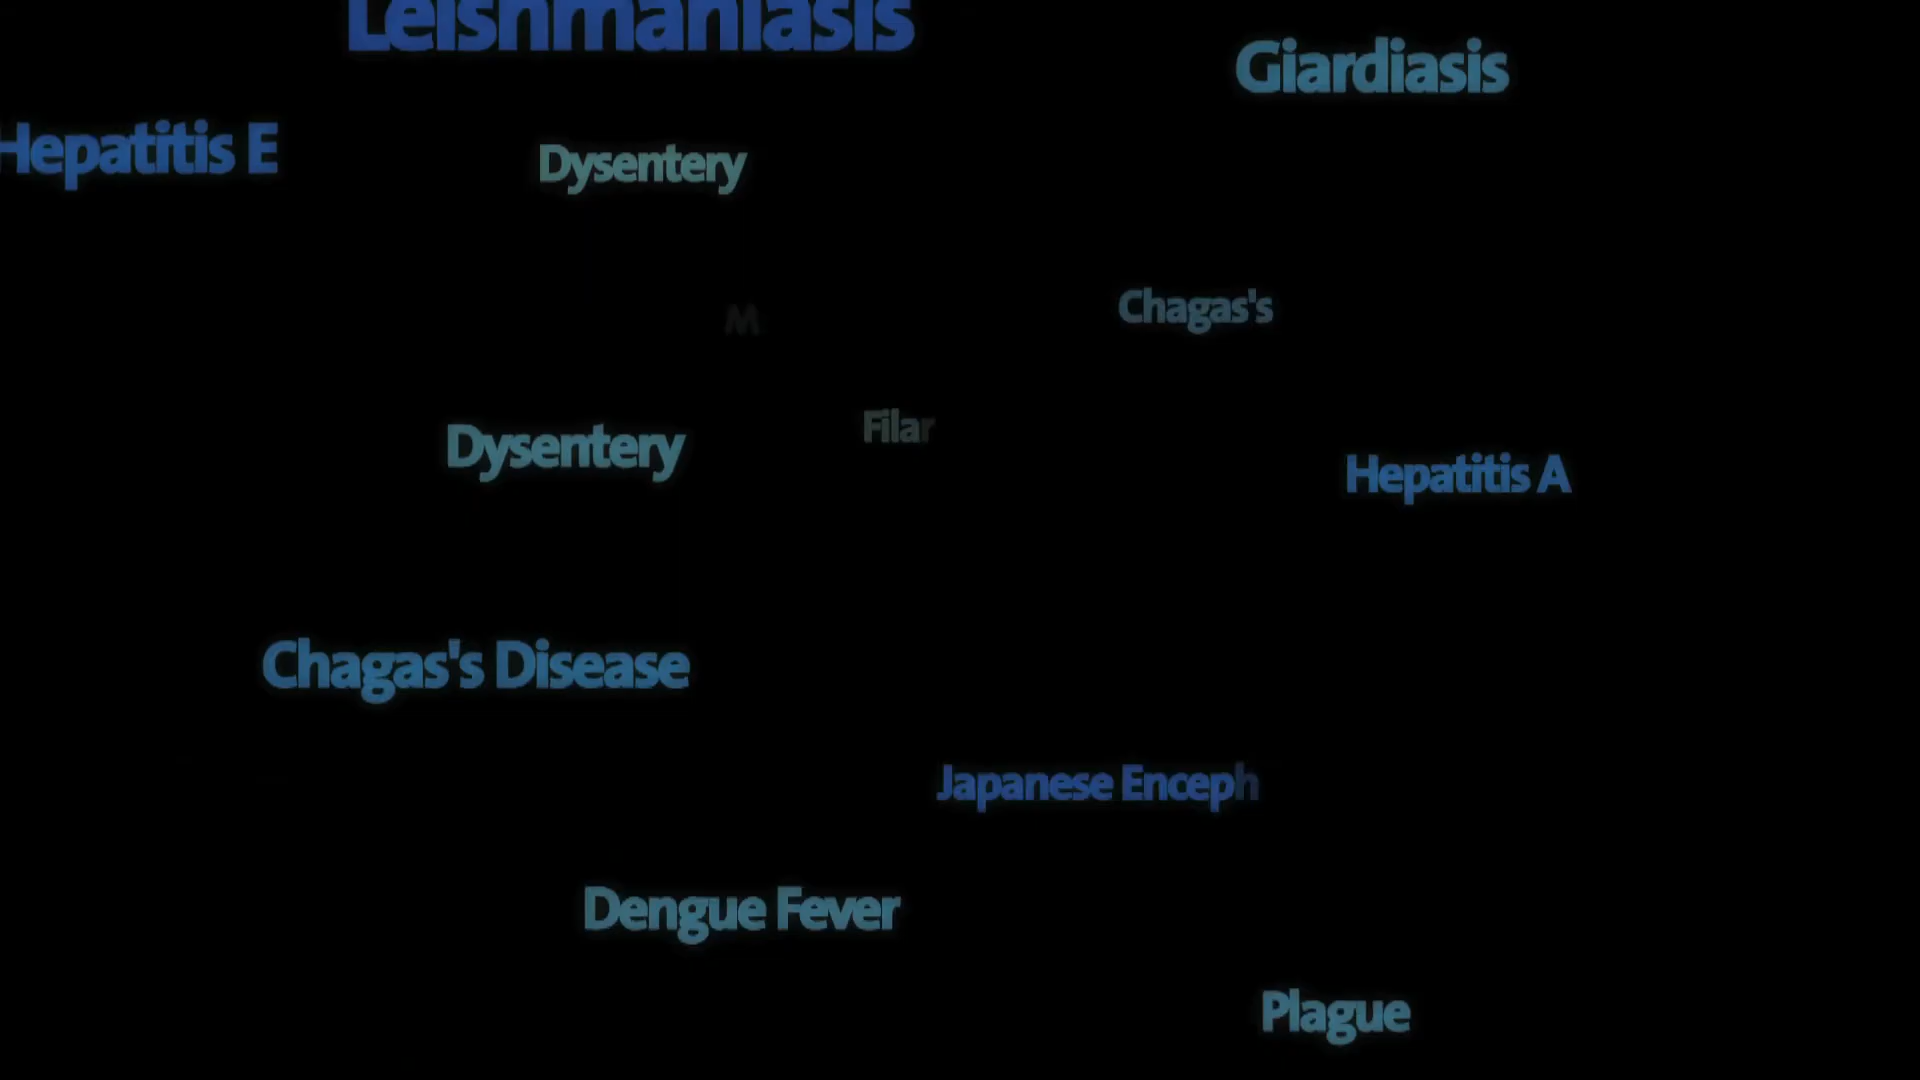 Leishmaniasis
Giardiasis
Hepatitis E
Dysentery
Chagas's
M
Filar
Dysentery
Hepatitis A
Chagas's Disease
Japanese Enceph
Dengue Fever
Plague